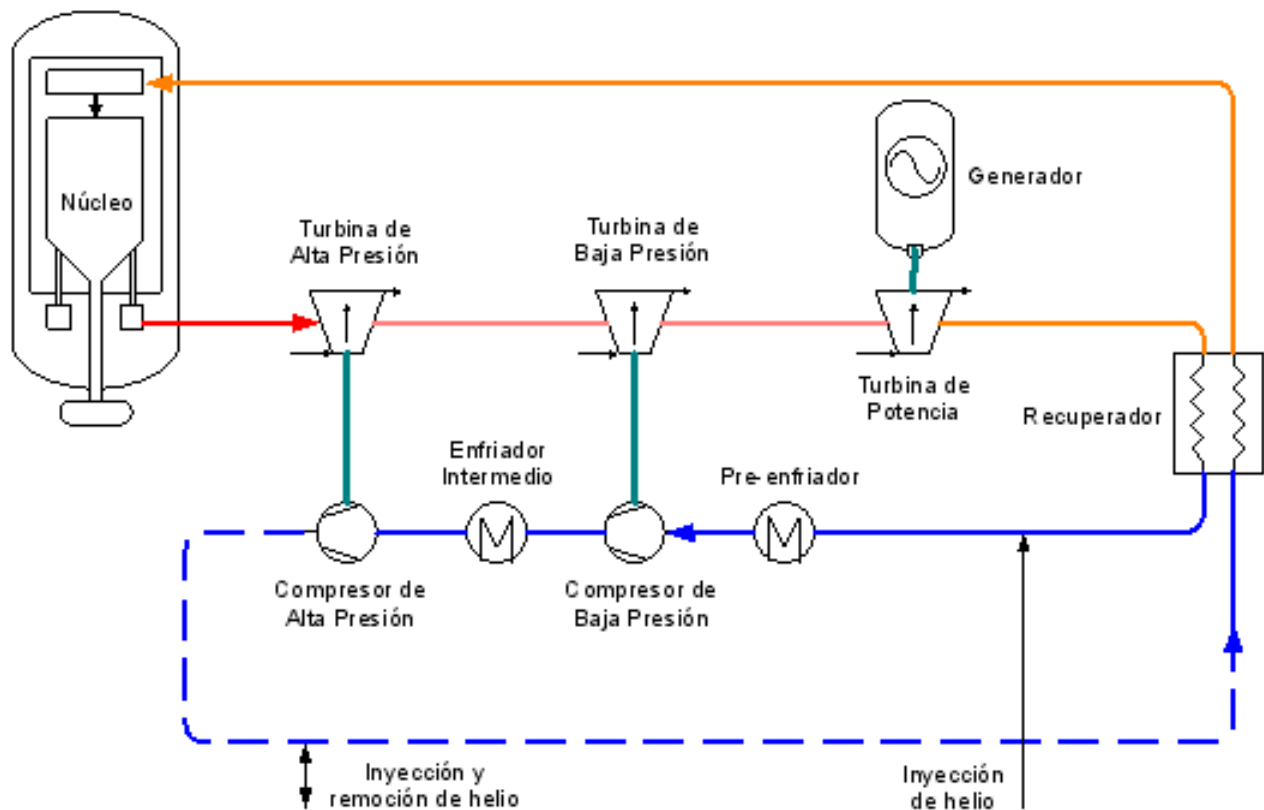 Núcleo
Turbina de
Alta Presión
Turbina de
Baja Presión
Generador
Turbina de
Potencia
Recuperador
Enfriador
Intermedio
Pre-enfriador
Compresor de
Alta Presión
Compresor de
Baja Presión
Inyección y
remoción de helio
Inyección
de helio